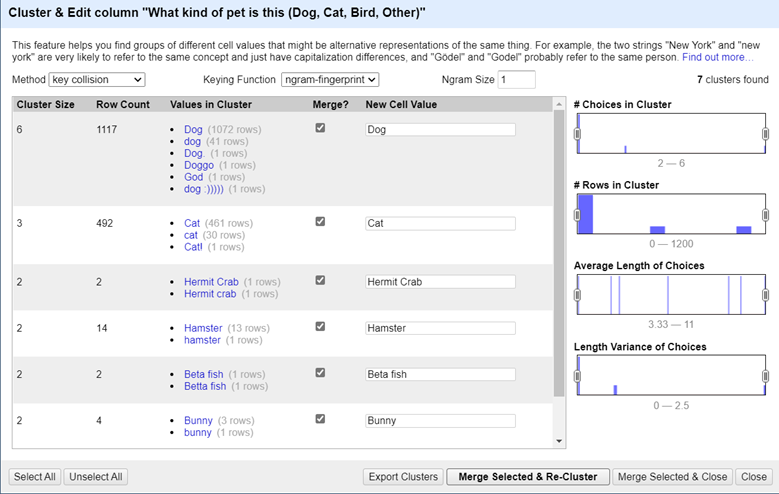 Cluster & Edit column "What kind of pet is this (Dog, Cat, Bird, Other)"
This feature helps you find groups of different cell values that might be alternative representations of the same thing. For example, the two strings "New York" and "new
york" are very likely to refer to the same concept and just have capitalization differences, and "Gödel" and "Godel" probably refer to the same person. Find out more…
Method key collision Keying Function ngram-fingerprint Ngram Size 1 7 clusters found
Cluster Size Row Count Values in Cluster Merge? New Cell Value
6 1117 Dog (1072 rows) Dog
dog (41 rows)
Dog. (1 rows)
Doggo (1 rows)
God (1 rows)
dog :))))) (1 rows)
3 492 Cat (461 rows) Cat
cat (30 rows)
Cat! (1 rows)
2 2 Hermit Crab (1 rows) Hermit Crab
Hermit crab (1 rows)
2 14 Hamster (13 rows) Hamster
hamster (1 rows)
2 2 Beta fish (1 rows) Beta fish
Betta fish (1 rows)
2 4 Bunny (3 rows) Bunny
bunny (1 rows)
# Choices in Cluster
2 — 6
# Rows in Cluster
0 — 1200
Average Length of Choices
3.33 — 11
Length Variance of Choices
0 — 2.5
Select All Unselect All Export Clusters Merge Selected & Re-Cluster Merge Selected & Close Close